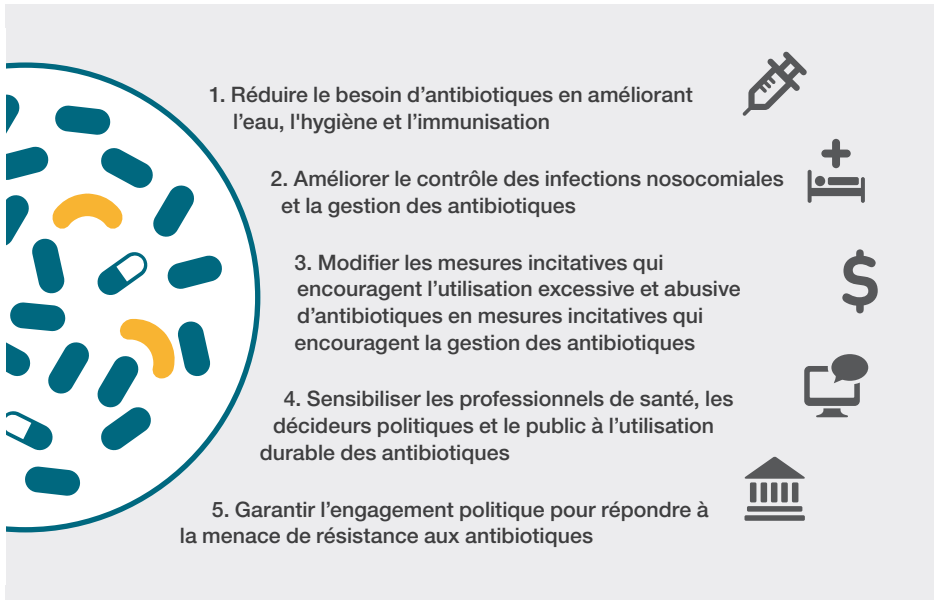 1. Réduire le besoin d’antibiotiques en améliorant
l’eau, l'hygiène et l’immunisation
2. Améliorer le contrôle des infections nosocomiales
et la gestion des antibiotiques
3. Modifier les mesures incitatives qui
encouragent l’utilisation excessive et abusive
d’antibiotiques en mesures incitatives qui
encouragent la gestion des antibiotiques
4. Sensibiliser les professionnels de santé, les
décideurs politiques et le public à l’utilisation
durable des antibiotiques
5. Garantir l’engagement politique pour répondre à
la menace de résistance aux antibiotiques